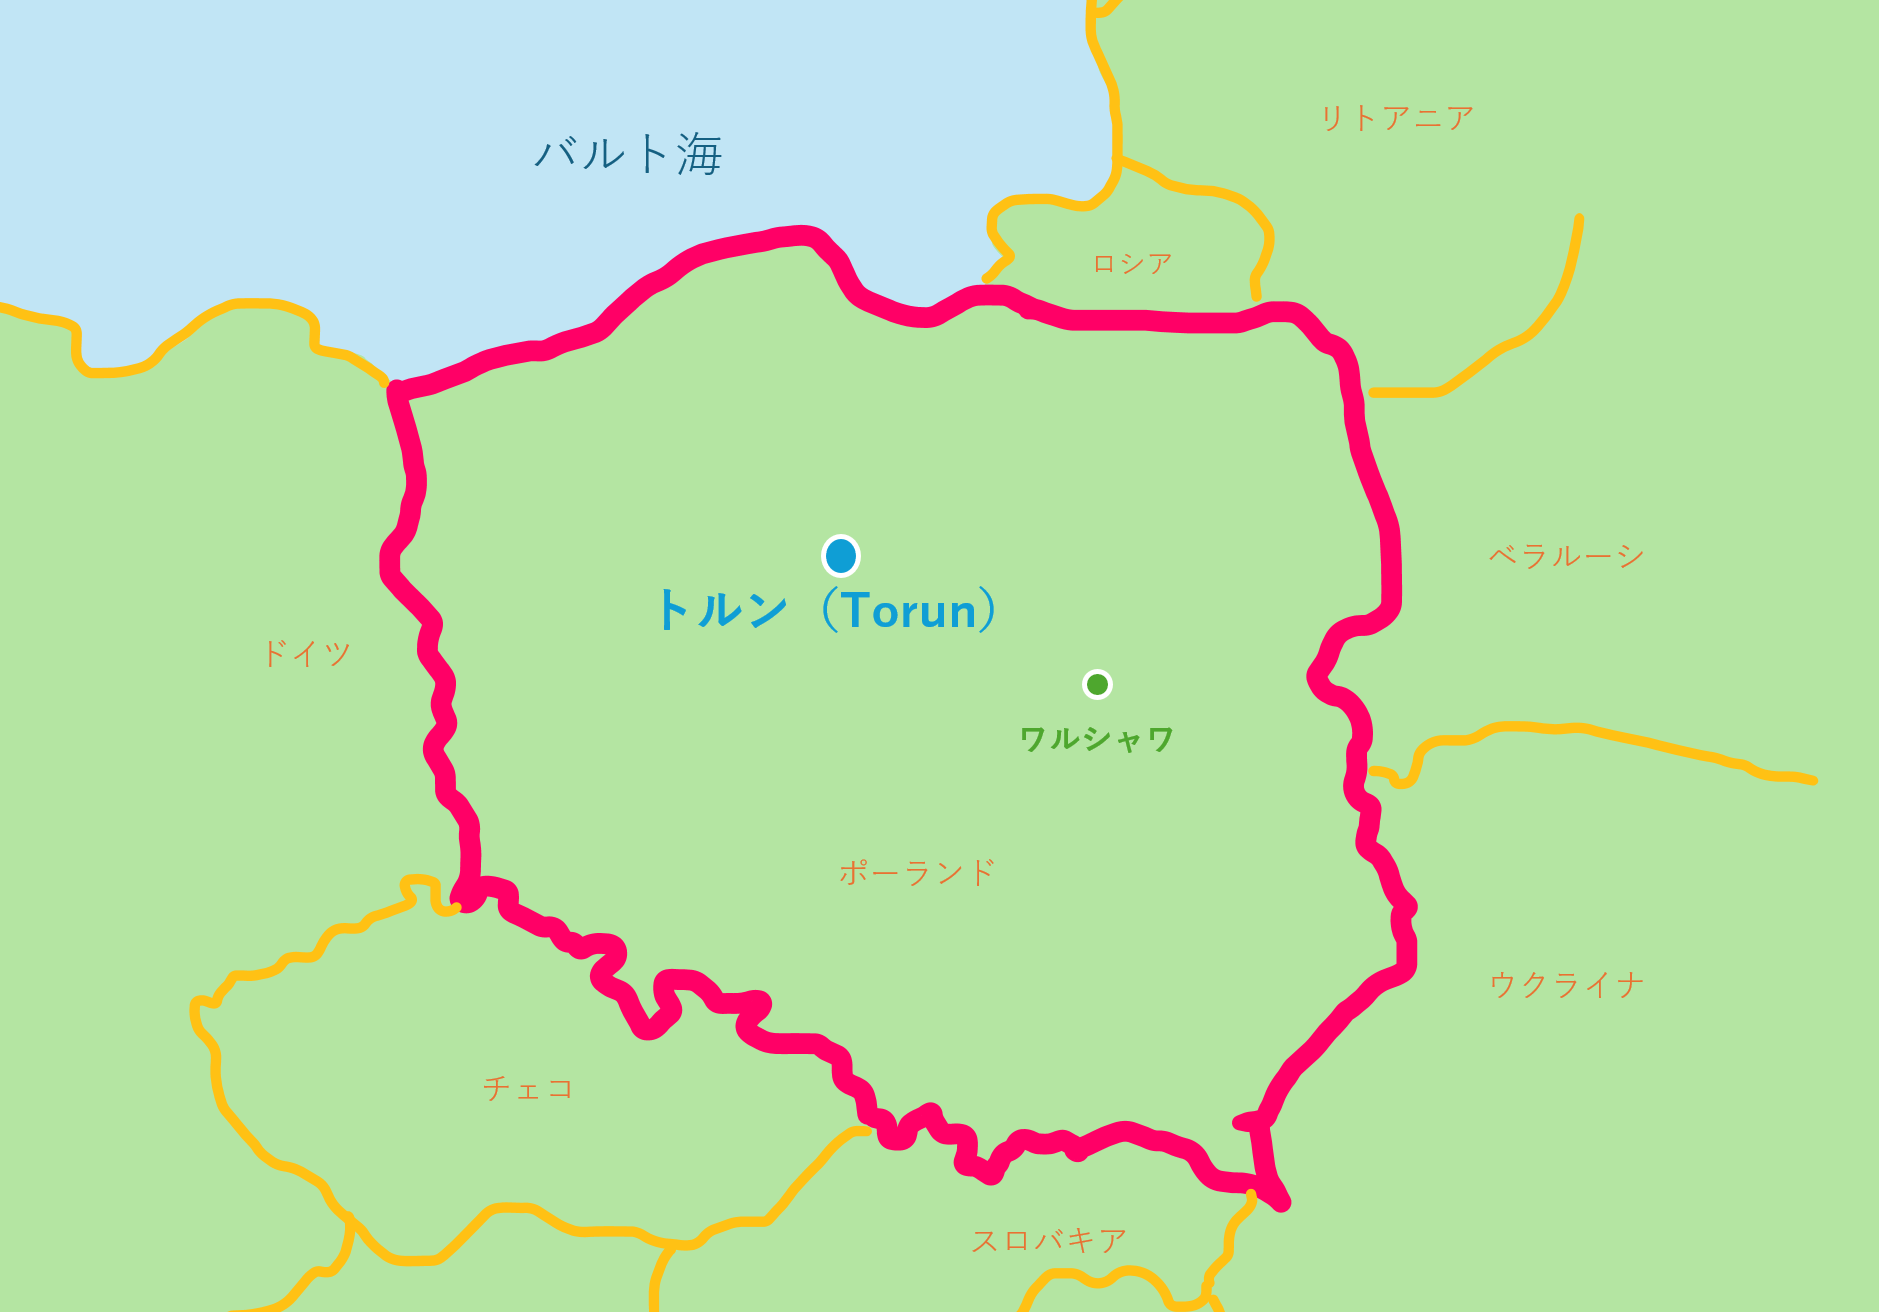 リトアニア
バルト海
ロシア
ベラルーシ
トルン（Torun）
ドイツ
ワルシャワ
ポーランド
ウクライナ
チェコ
スロバキア